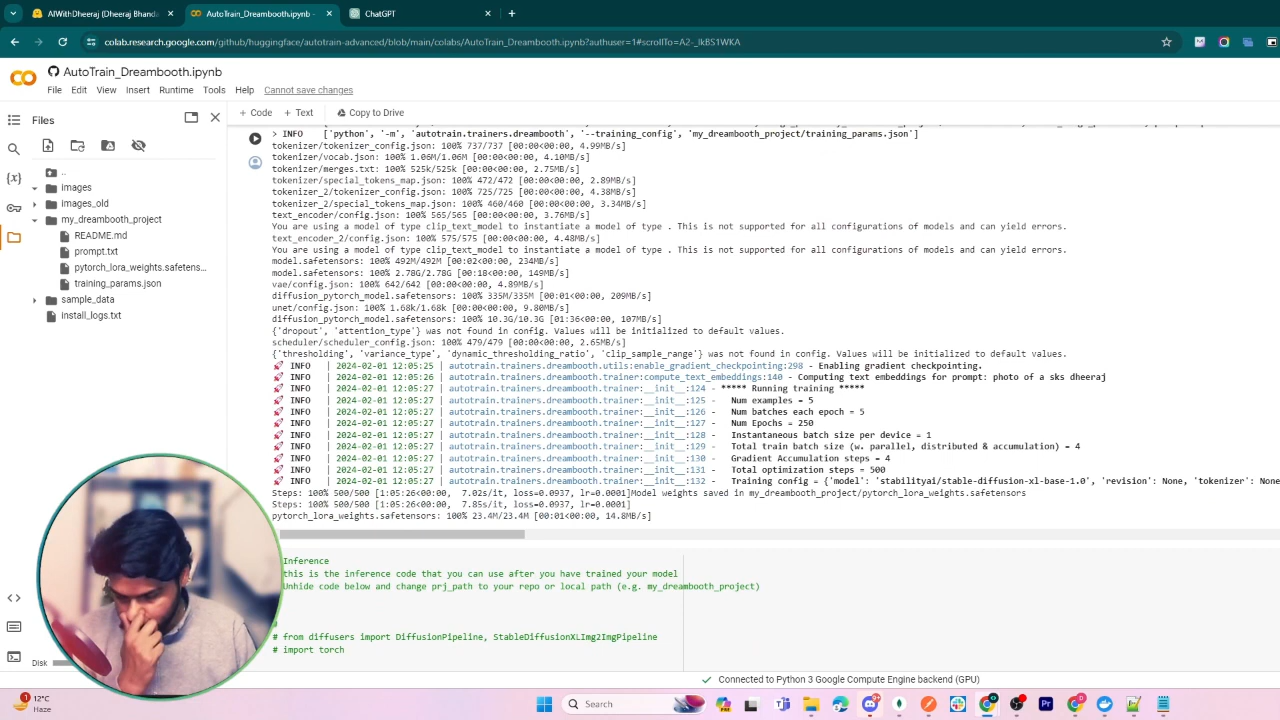 AIWithDheeraj (Dheeraj Bhanda
AutoTrain_Dreambooth.ipynb -
ChatGPT
colab.research.google.com/github/huggingface/autotrain-advanced/blob/main/colabs/AutoTrain_Dreambooth.ipynb?authuser=1#scrollTo=A2-_lkBS1WKA
AutoTrain_Dreambooth.ipynb
File Edit View Insert Runtime Tools Help Cannot save changes
Files
+ Code + Text Copy to Drive
..
images
images_old
my_dreambooth_project
README.md
prompt.txt
pytorch_lora_weights.safetens...
training_params.json
sample_data
install_logs.txt
> INFO ['python', '-m', 'autotrain.trainers.dreambooth', '--training_config', 'my_dreambooth_project/training_params.json']
tokenizer/tokenizer_config.json: 100% 737/737 [00:00<00:00, 4.99MB/s]
tokenizer/vocab.json: 100% 1.06M/1.06M [00:00<00:00, 4.10MB/s]
tokenizer/merges.txt: 100% 525k/525k [00:00<00:00, 2.75MB/s]
tokenizer/special_tokens_map.json: 100% 472/472 [00:00<00:00, 2.89MB/s]
tokenizer_2/tokenizer_config.json: 100% 725/725 [00:00<00:00, 4.38MB/s]
tokenizer_2/special_tokens_map.json: 100% 460/460 [00:00<00:00, 3.34MB/s]
text_encoder/config.json: 100% 565/565 [00:00<00:00, 3.76MB/s]
You are using a model of type clip_text_model to instantiate a model of type . This is not supported for all configurations of models and can yield errors.
text_encoder_2/config.json: 100% 575/575 [00:00<00:00, 4.48MB/s]
You are using a model of type clip_text_model to instantiate a model of type . This is not supported for all configurations of models and can yield errors.
model.safetensors: 100% 492M/492M [00:02<00:00, 234MB/s]
model.safetensors: 100% 2.78G/2.78G [00:18<00:00, 149MB/s]
vae/config.json: 100% 642/642 [00:00<00:00, 4.89MB/s]
diffusion_pytorch_model.safetensors: 100% 335M/335M [00:01<00:00, 209MB/s]
unet/config.json: 100% 1.68k/1.68k [00:00<00:00, 9.80MB/s]
diffusion_pytorch_model.safetensors: 100% 10.3G/10.3G [01:36<00:00, 107MB/s]
{'dropout', 'attention_type'} was not found in config. Values will be initialized to default values.
scheduler/scheduler_config.json: 100% 479/479 [00:00<00:00, 2.65MB/s]
{'thresholding', 'variance_type', 'dynamic_thresholding_ratio', 'clip_sample_range'} was not found in config. Values will be initialized to default values.
🚀 INFO | 2024-02-01 12:05:25 | autotrain.trainers.dreambooth.utils:enable_gradient_checkpointing:298 - Enabling gradient checkpointing.
🚀 INFO | 2024-02-01 12:05:26 | autotrain.trainers.dreambooth.trainer:compute_text_embeddings:140 - Computing text embeddings for prompt: photo of a sks dheeraj
🚀 INFO | 2024-02-01 12:05:27 | autotrain.trainers.dreambooth.trainer:__init__:124 - ***** Running training *****
🚀 INFO | 2024-02-01 12:05:27 | autotrain.trainers.dreambooth.trainer:__init__:125 - Num examples = 5
🚀 INFO | 2024-02-01 12:05:27 | autotrain.trainers.dreambooth.trainer:__init__:126 - Num batches each epoch = 5
🚀 INFO | 2024-02-01 12:05:27 | autotrain.trainers.dreambooth.trainer:__init__:127 - Num Epochs = 250
🚀 INFO | 2024-02-01 12:05:27 | autotrain.trainers.dreambooth.trainer:__init__:128 - Instantaneous batch size per device = 1
🚀 INFO | 2024-02-01 12:05:27 | autotrain.trainers.dreambooth.trainer:__init__:129 - Total train batch size (w. parallel, distributed & accumulation) = 4
🚀 INFO | 2024-02-01 12:05:27 | autotrain.trainers.dreambooth.trainer:__init__:130 - Gradient Accumulation steps = 4
🚀 INFO | 2024-02-01 12:05:27 | autotrain.trainers.dreambooth.trainer:__init__:131 - Total optimization steps = 500
🚀 INFO | 2024-02-01 12:05:27 | autotrain.trainers.dreambooth.trainer:__init__:132 - Training config = {'model': 'stabilityai/stable-diffusion-xl-base-1.0', 'revision': None, 'tokenizer': None
Steps: 100% 500/500 [1:05:26<00:00, 7.02s/it, loss=0.0937, lr=0.0001]Model weights saved in my_dreambooth_project/pytorch_lora_weights.safetensors
Steps: 100% 500/500 [1:05:26<00:00, 7.85s/it, loss=0.0937, lr=0.0001]
pytorch_lora_weights.safetensors: 100% 23.4M/23.4M [00:01<00:00, 14.8MB/s]
Inference
this is the inference code that you can use after you have trained your model
Unhide code below and change prj_path to your repo or local path (e.g. my_dreambooth_project)
# from diffusers import DiffusionPipeline, StableDiffusionXLImg2ImgPipeline
# import torch
Disk
Connected to Python 3 Google Compute Engine backend (GPU)
12°C
Haze
Search